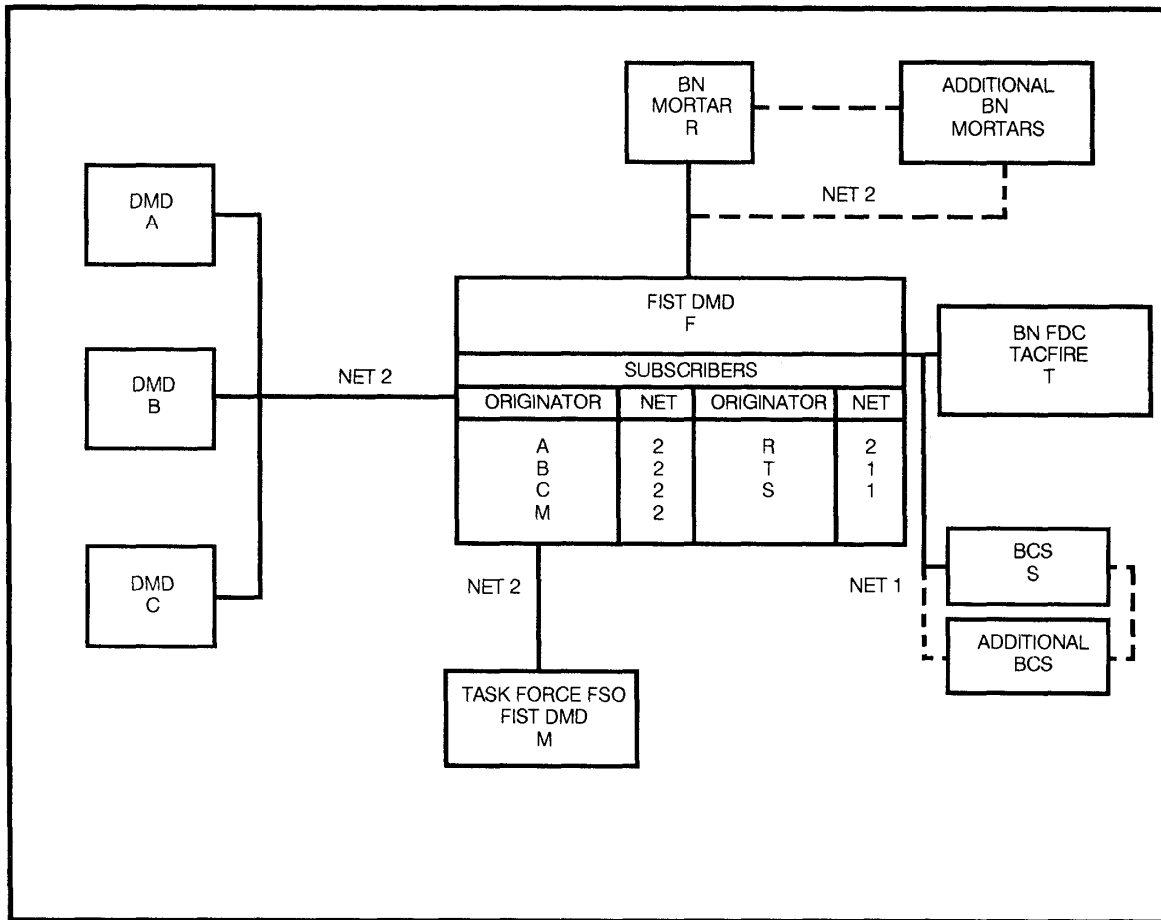 BN
MORTAR
R
ADDITIONAL
BN
MORTARS
NET 2
DMD
A
DMD
B
DMD
C
NET 2
FIST DMD
F
SUBSCRIBERS
ORIGINATOR NET ORIGINATOR NET
A 2 R 2
B 2 T 1
C 2 S 1
M 2
BN FDC
TACFIRE
T
NET 1
BCS
S
ADDITIONAL
BCS
NET 2
TASK FORCE FSO
FIST DMD
M